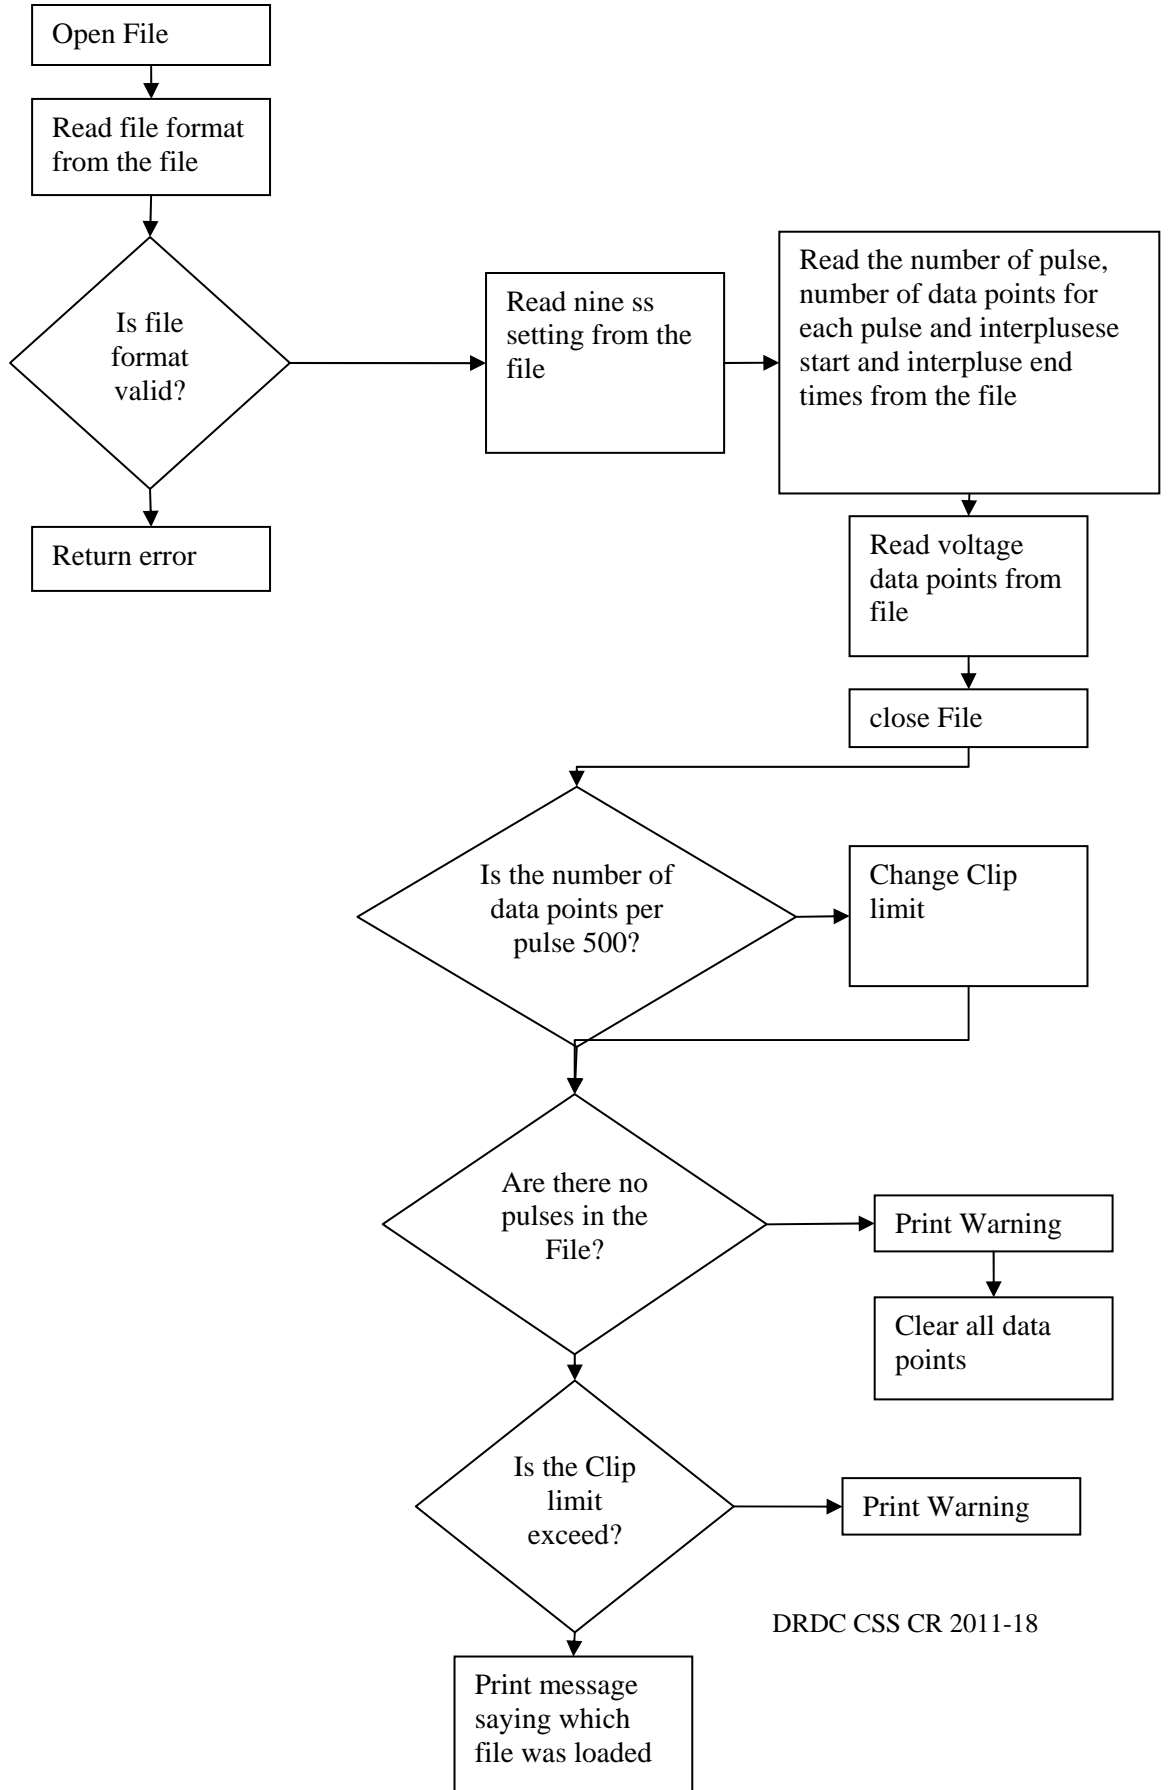 Open File
Read file format
from the file
Is file
format
valid?
Read nine ss
setting from the
file
Read the number of pulse,
number of data points for
each pulse and interplusese
start and interpluse end
times from the file
Return error
Read voltage
data points from
file
close File
Is the number of
data points per
pulse 500?
Change Clip
limit
Are there no
pulses in the
File?
Print Warning
Clear all data
points
Is the Clip
limit
exceed?
Print Warning
DRDC CSS CR 2011-18
Print message
saying which
file was loaded